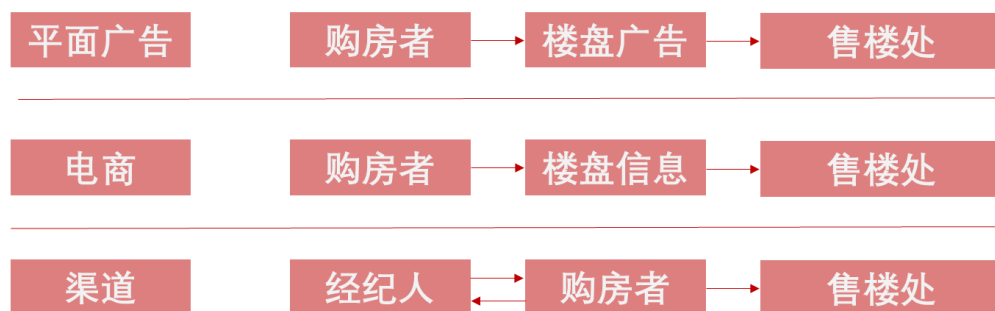 平面广告 购房者 楼盘广告 售楼处
电商 购房者 楼盘信息 售楼处
渠道 经纪人 购房者 售楼处